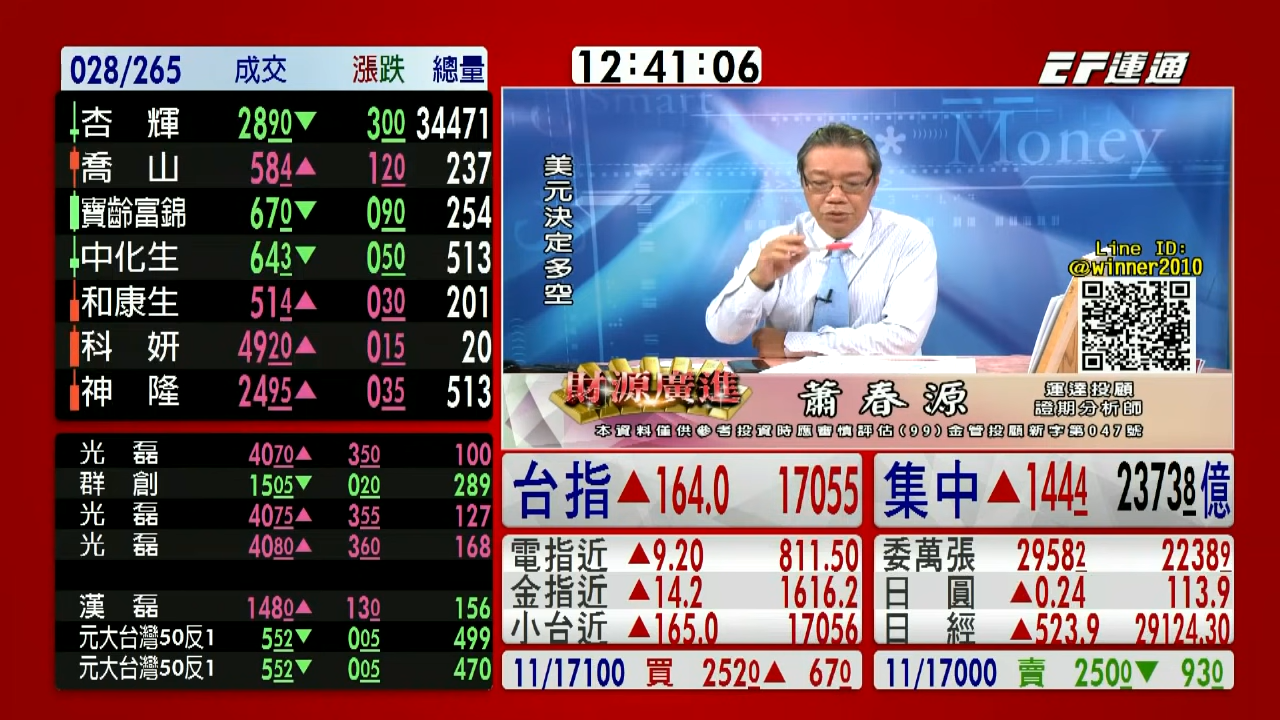 028/265 成交 漲跌 總量
杏輝 2890▼ 300 34471
喬山 584▲ 120 237
寶齡富錦 670▼ 090 254
中化生 643▼ 050 513
和康生 514▲ 030 201
科妍 4920▲ 015 20
神隆 2495▲ 035 513
光磊 4070▲ 350 100
群創 1505▼ 020 289
光磊 4075▲ 355 127
光磊 4080▲ 360 168
漢磊 1480▲ 130 156
元大台灣50反1 552▼ 005 499
元大台灣50反1 552▼ 005 470
12:41:06
EF運通
Smart
Money
美元決定多空
Line ID:
@winner2010
財源廣進 蕭春源 運達投顧
證期分析師
本資料僅供參考投資時應審慎評估(99)金管投顧新字第047號
台指▲164.0 17055
集中▲1444 23738億
電指近 ▲9.20 811.50
金指近 ▲14.2 1616.2
小台近 ▲165.0 17056
委萬張 29582 22389
日圓 ▲0.24 113.9
日經 ▲523.9 29124.30
11/17100 買 2520▲ 670
11/17000 賣 2500▼ 930